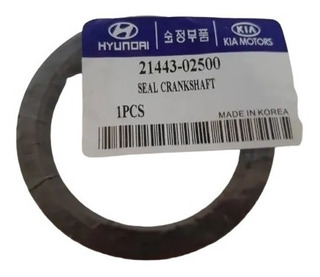 HYUNDAI 순정부품 KIA
KIA MOTORS
21443-02500
SEAL CRANKSHAFT
1PCS
MADE IN KOREA